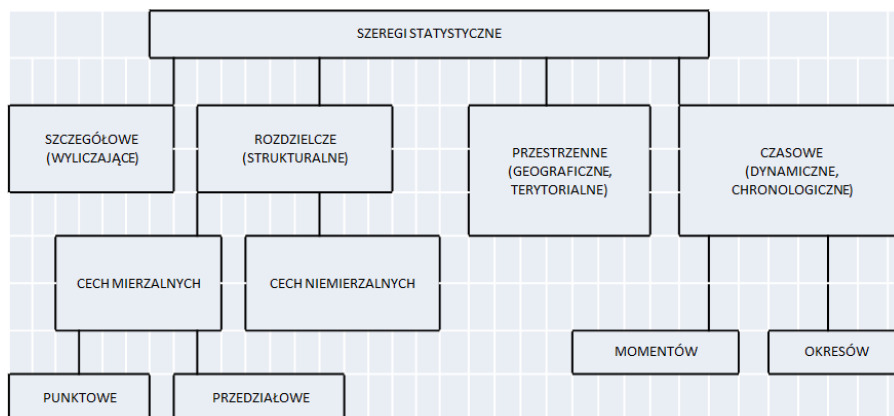 SZEREGI STATYSTYCZNE
SZCZEGÓŁOWE
(WYLICZAJĄCE)
ROZDZIELCZE
(STRUKTURALNE)
PRZESTRZENNE
(GEOGRAFICZNE,
TERYTORIALNE)
CZASOWE
(DYNAMICZNE,
CHRONOLOGICZNE)
CECH MIERZALNYCH
CECH NIEMIERZALNYCH
MOMENTÓW
OKRESÓW
PUNKTOWE
PRZEDZIAŁOWE